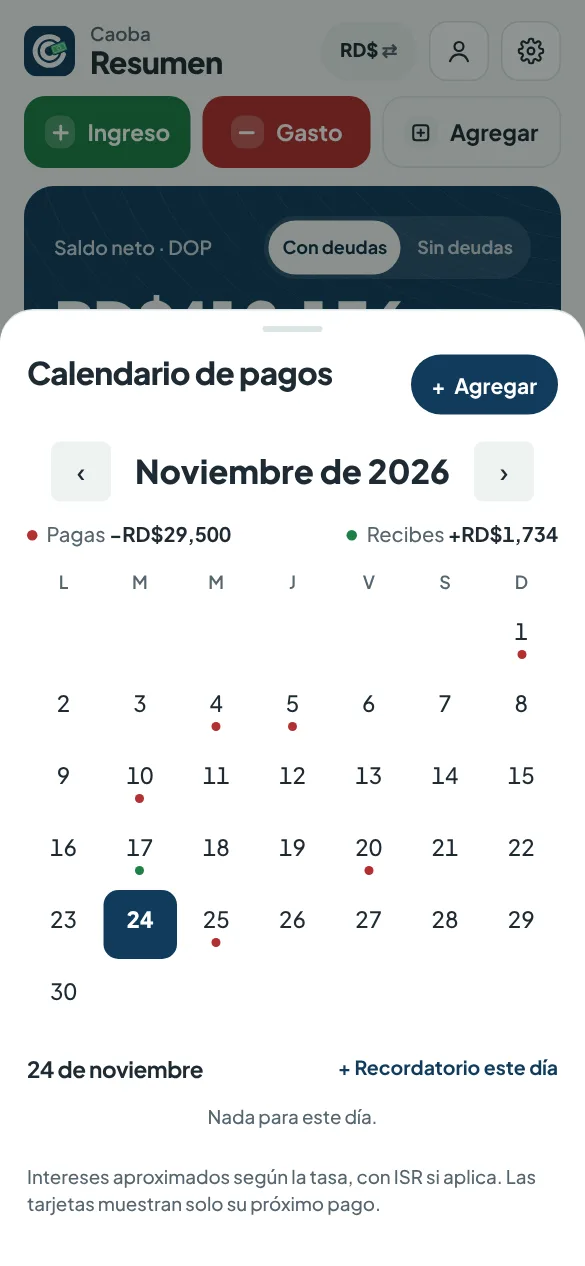 Caoba
Resumen
RD$ ⇄
+ Ingreso
− Gasto
Agregar
Saldo neto · DOP
Con deudas
Sin deudas
Calendario de pagos
+ Agregar
‹ Noviembre de 2026 ›
Pagas −RD$29,500
Recibes +RD$1,734
L M M J V S D
1
2 3 4 5 6 7 8
9 10 11 12 13 14 15
16 17 18 19 20 21 22
23 24 25 26 27 28 29
30
24 de noviembre
+ Recordatorio este día
Nada para este día.
Intereses aproximados según la tasa, con ISR si aplica. Las
tarjetas muestran solo su próximo pago.